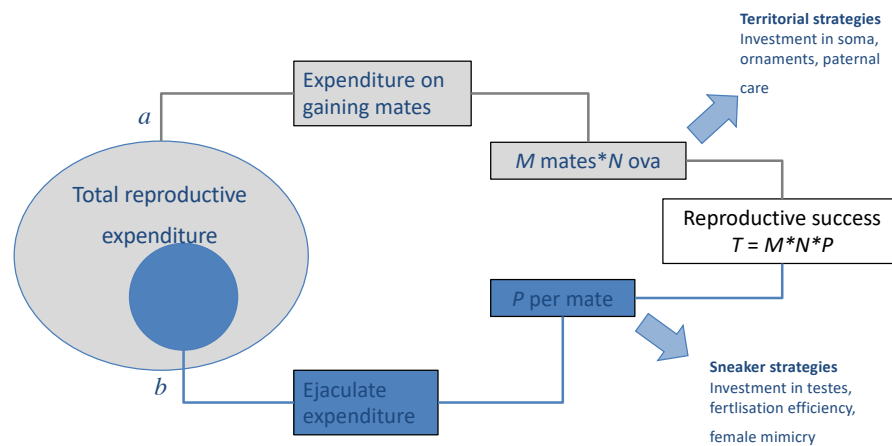 Territorial strategies
Investment in soma,
ornaments, paternal
care
Expenditure on
gaining mates
a
M mates*N ova
Total reproductive
expenditure
Reproductive success
T = M*N*P
P per mate
b
Ejaculate
expenditure
Sneaker strategies
Investment in testes,
fertlisation efficiency,
female mimicry